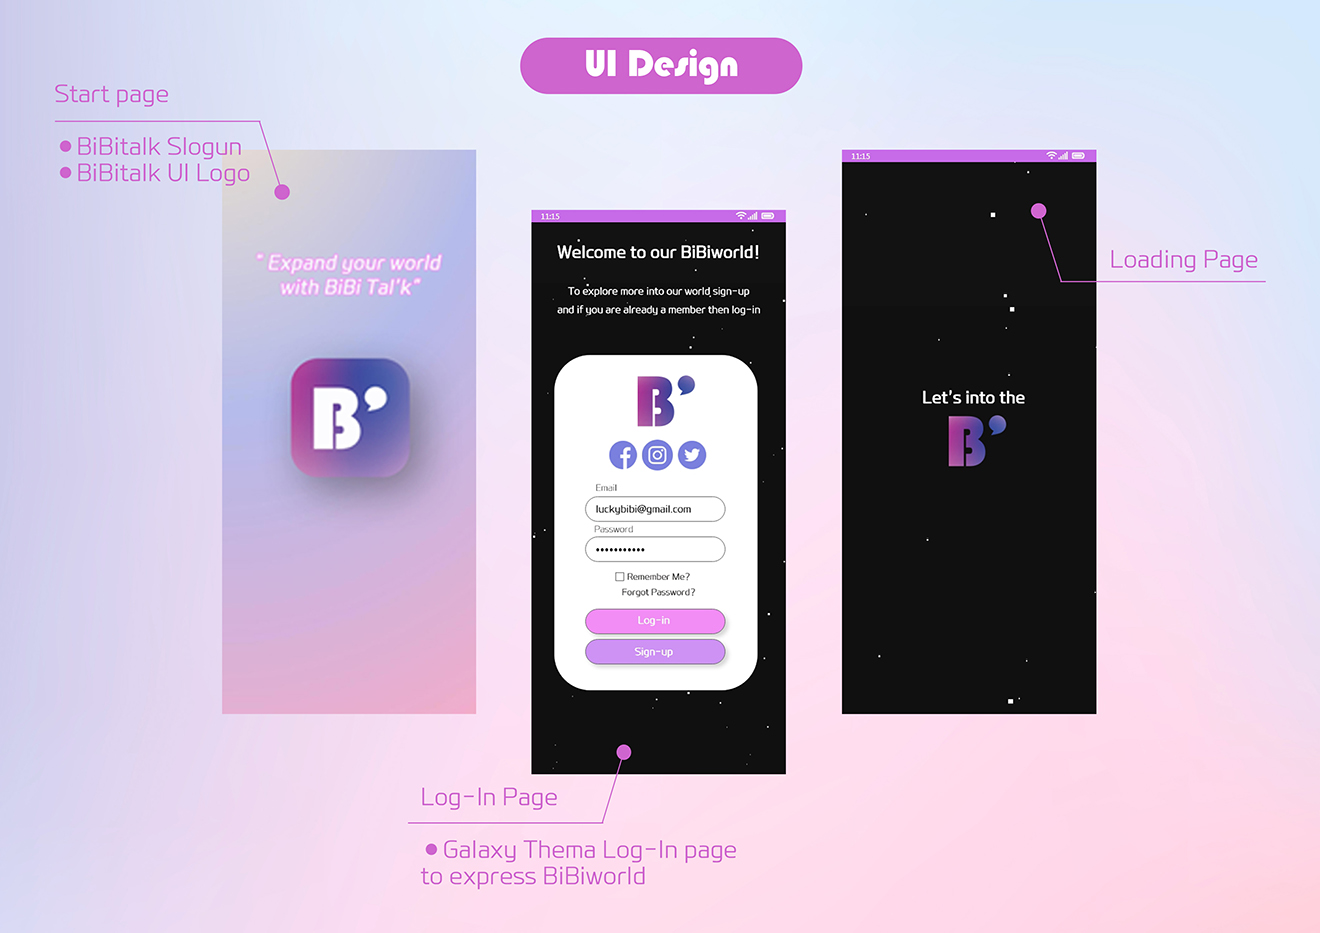 UI Design
Start page
BiBitalk Slogun
BiBitalk UI Logo
" Expand your world
with BiBi Tal'k"
B’
11:15
Welcome to our BiBiworld!
To explore more into our world sign-up
and if you are already a member then log-in
B’
Email
luckybibi@gmail.com
Password
•••••••••••
Remember Me?
Forgot Password?
Log-in
Sign-up
Log-In Page
Galaxy Thema Log-In page
to express BiBiworld
11:15
Loading Page
Let's into the
B’